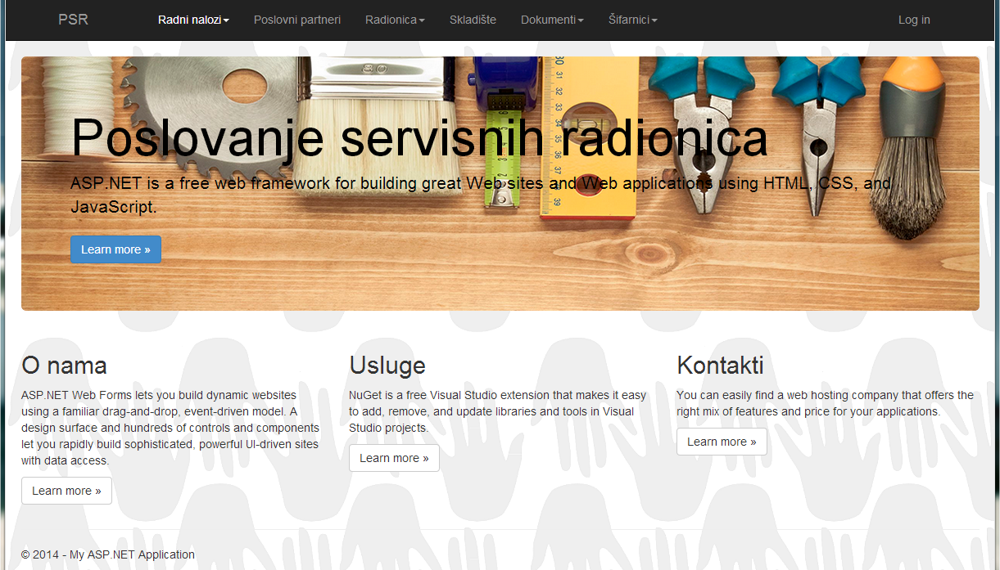 PSR Radni nalozi Poslovni partneri Radionica Skladište Dokumenti Šifarnici Log in
Poslovanje servisnih radionica
ASP.NET is a free web framework for building great Web sites and Web applications using HTML, CSS, and
JavaScript.
Learn more »
O nama
ASP.NET Web Forms lets you build dynamic websites
using a familiar drag-and-drop, event-driven model. A
design surface and hundreds of controls and components
let you rapidly build sophisticated, powerful UI-driven sites
with data access.
Learn more »
Usluge
NuGet is a free Visual Studio extension that makes it easy
to add, remove, and update libraries and tools in Visual
Studio projects.
Learn more »
Kontakti
You can easily find a web hosting company that offers the
right mix of features and price for your applications.
Learn more »
© 2014 - My ASP.NET Application